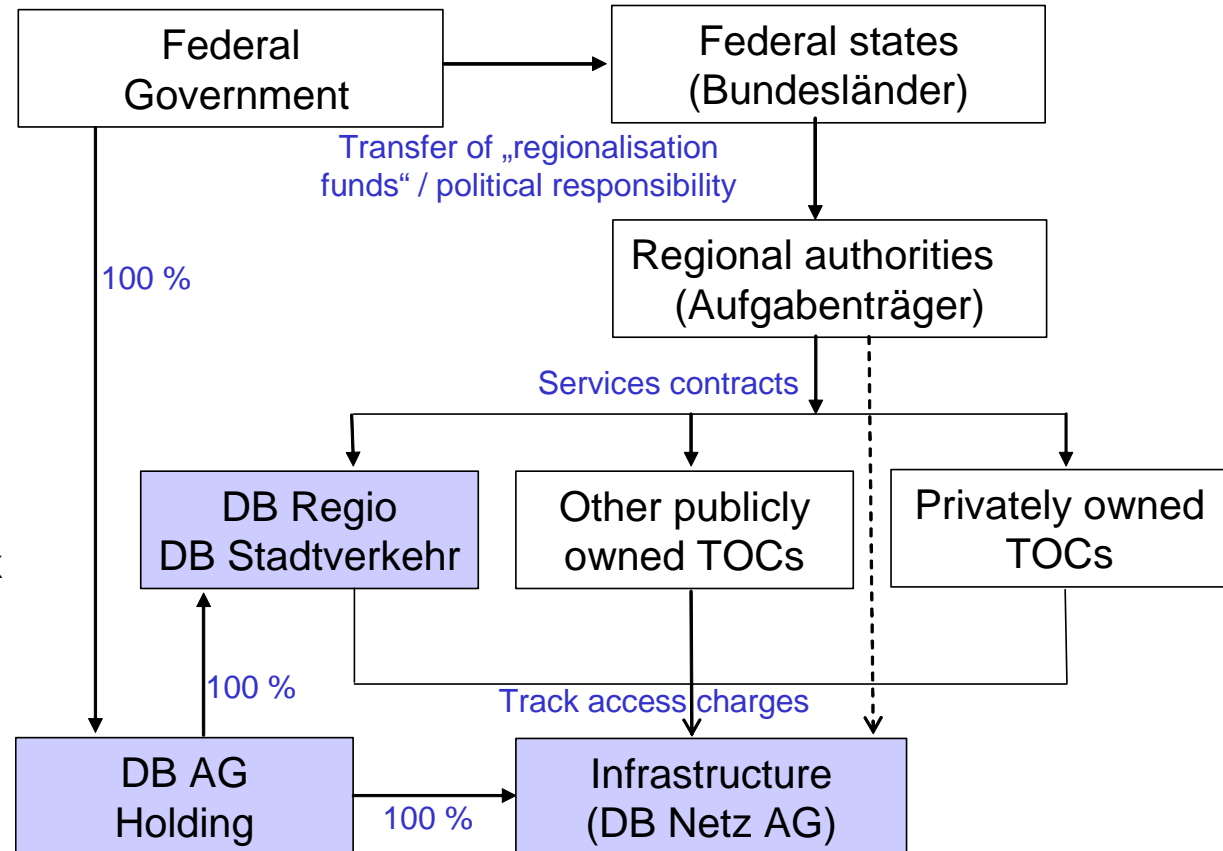 Federal
Government
Federal states
(Bundesländer)
Transfer of „regionalisation
funds“ / political responsibility
100 %
Regional authorities
(Aufgabenträger)
Services contracts
DB Regio
DB Stadtverkehr
Other publicly
owned TOCs
Privately owned
TOCs
100 %
Track access charges
DB AG
Holding
100 %
Infrastructure
(DB Netz AG)